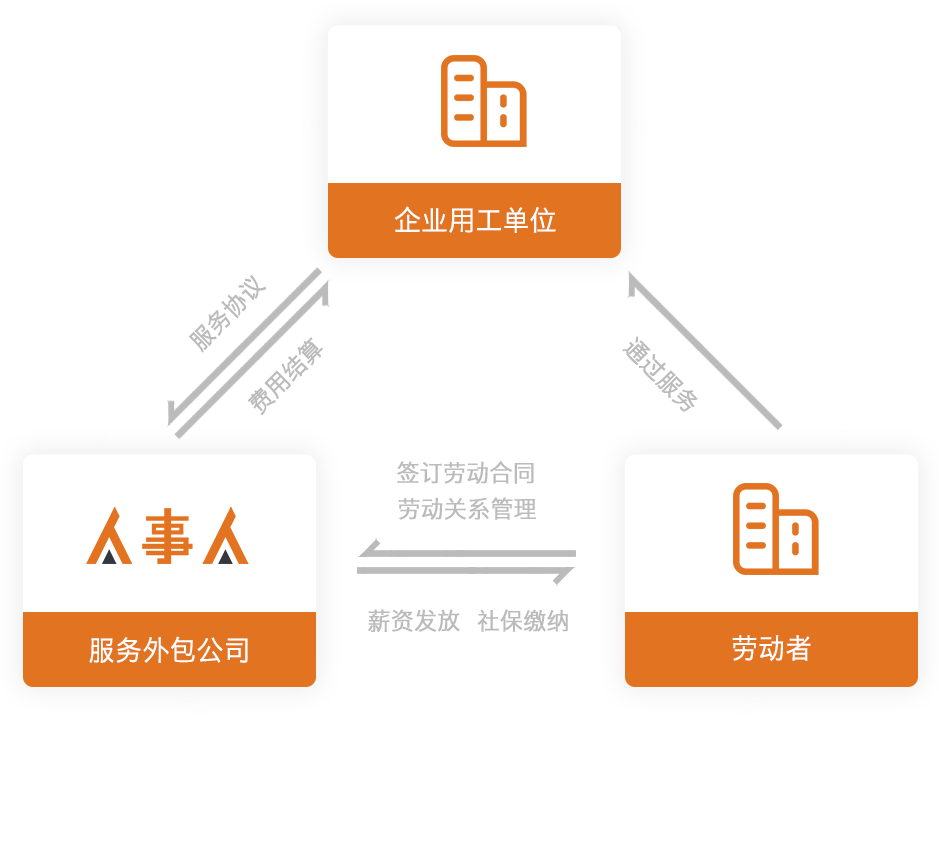 企业用工单位
服务协议
费用结算
通过服务
签订劳动合同
劳动关系管理
人事人
薪资发放 社保缴纳
服务外包公司
劳动者